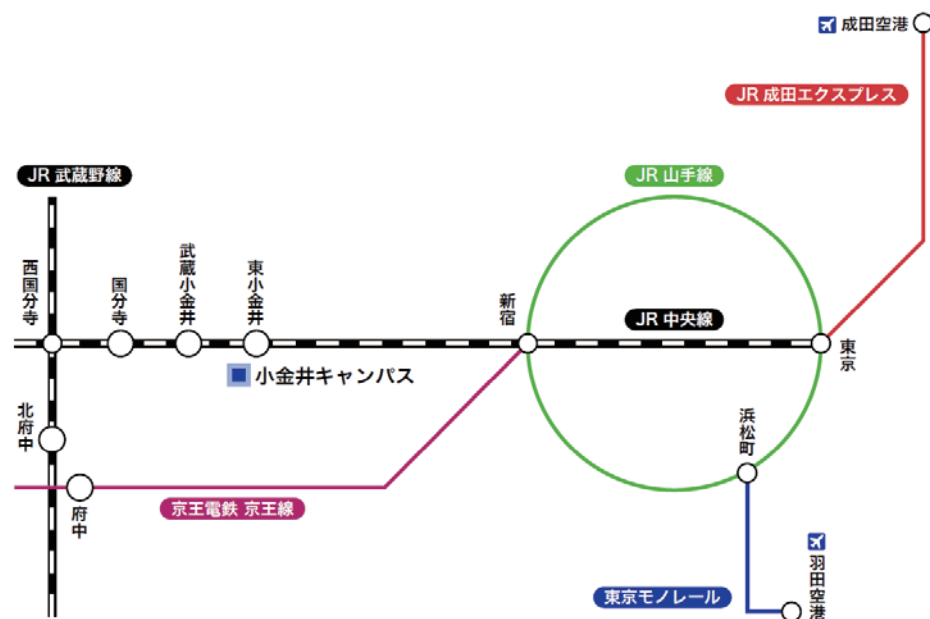 成田空港
JR 成田エクスプレス
JR 武蔵野線
JR 山手線
西国分寺
国分寺
武蔵小金井
東小金井
新宿
JR 中央線
東京
小金井キャンパス
北府中
浜松町
府中
京王電鉄 京王線
羽田空港
東京モノレール